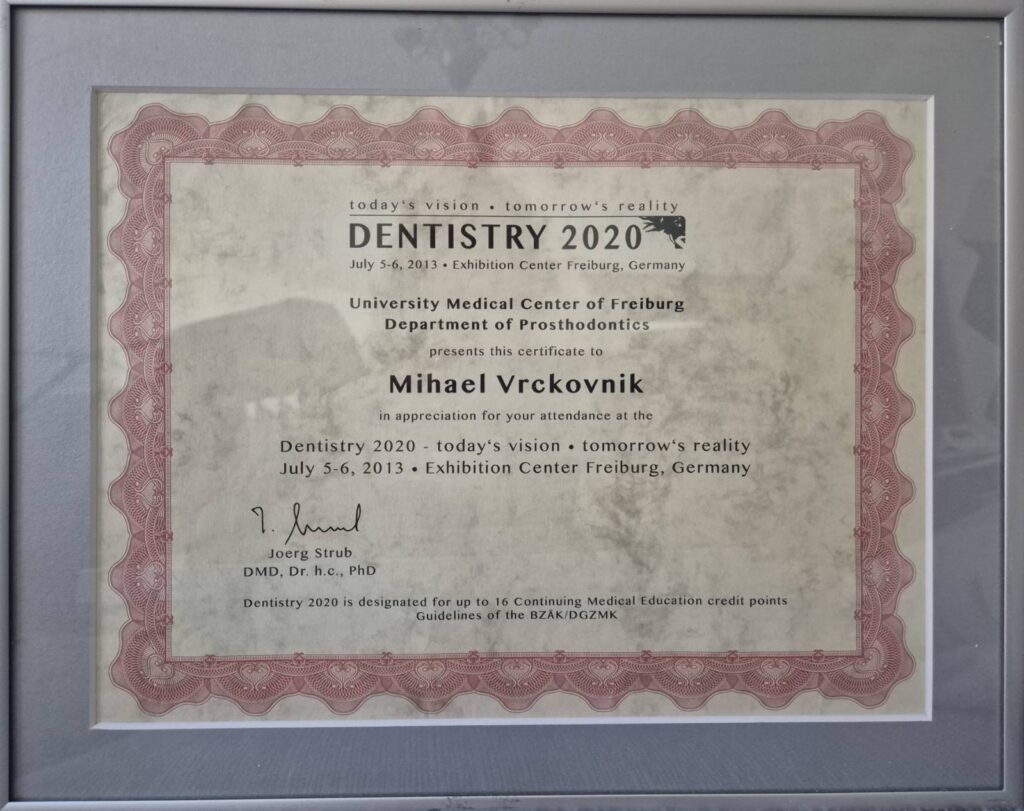 today's vision • tomorrow's reality
DENTISTRY 2020
July 5-6, 2013 • Exhibition Center Freiburg, Germany
University Medical Center of Freiburg
Department of Prosthodontics
presents this certificate to
Mihael Vrckovnik
in appreciation for your attendance at the
Dentistry 2020 - today's vision • tomorrow's reality
July 5-6, 2013 • Exhibition Center Freiburg, Germany
Joerg Strub
DMD, Dr. h.c., PhD
Dentistry 2020 is designated for up to 16 Continuing Medical Education credit points
Guidelines of the BZÄK/DGZMK